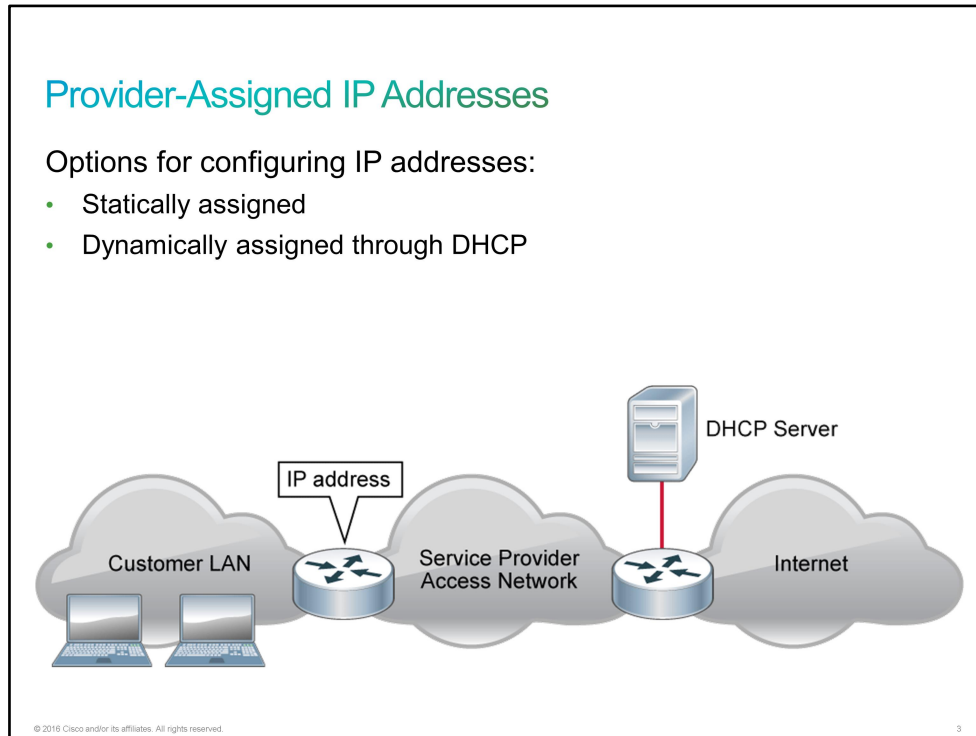 Provider-Assigned IP Addresses
Options for configuring IP addresses:
• Statically assigned
• Dynamically assigned through DHCP
DHCP Server
IP address
Customer LAN
Service Provider
Access Network
Internet
© 2016 Cisco and/or its affiliates. All rights reserved.
3